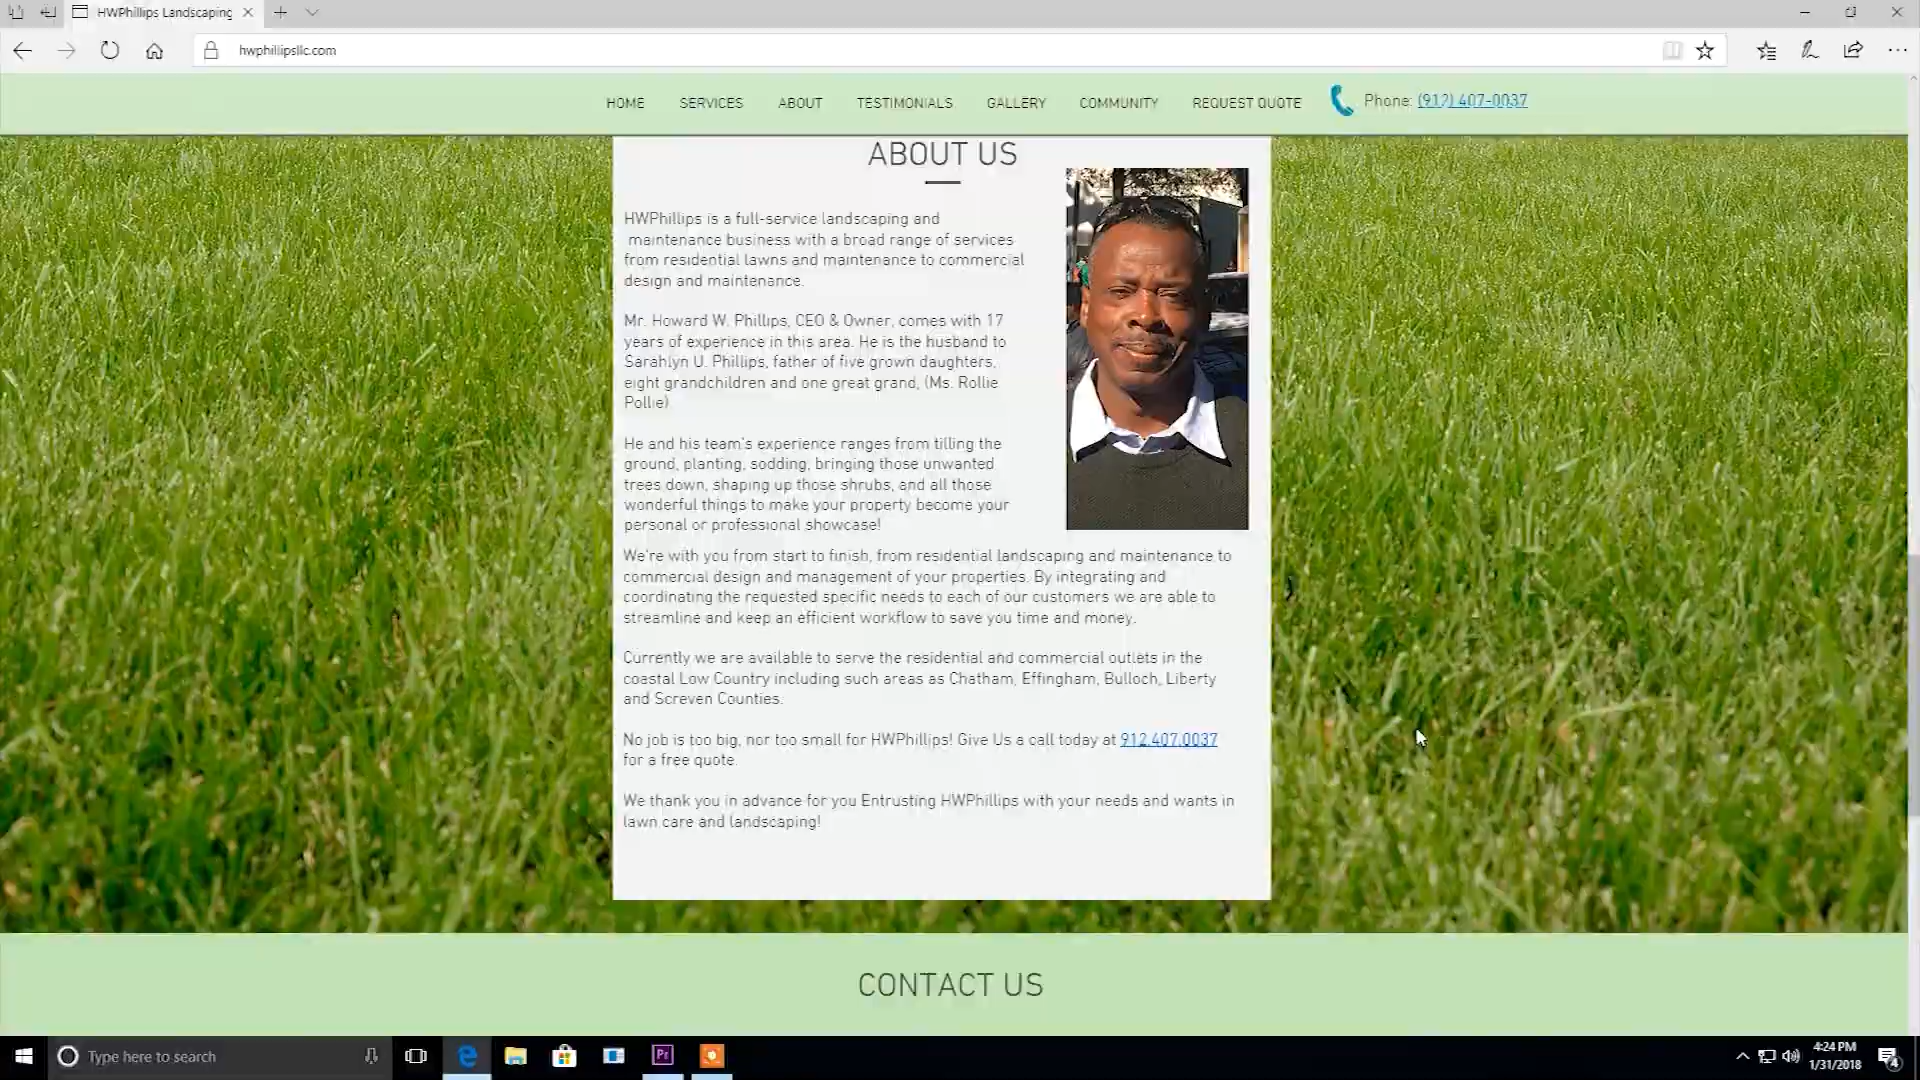 HWPhillips Landscaping
hwphillipsllc.com
HOME SERVICES ABOUT TESTIMONIALS GALLERY COMMUNITY REQUEST QUOTE Phone: (912) 407-0037
ABOUT US
HWPhillips is a full-service landscaping and
maintenance business with a broad range of services
from residential lawns and maintenance to commercial
design and maintenance.
Mr. Howard W. Phillips, CEO & Owner, comes with 17
years of experience in this area. He is the husband to
Sarahlyn U. Phillips, father of five grown daughters,
eight grandchildren and one great grand, (Ms. Rollie
Pollie)
He and his team's experience ranges from tilling the
ground, planting, sodding, bringing those unwanted
trees down, shaping up those shrubs, and all those
wonderful things to make your property become your
personal or professional showcase!
We're with you from start to finish, from residential landscaping and maintenance to
commercial design and management of your properties. By integrating and
coordinating the requested specific needs to each of our customers we are able to
streamline and keep an efficient workflow to save you time and money.
Currently we are available to serve the residential and commercial outlets in the
coastal Low Country including such areas as Chatham, Effingham, Bulloch, Liberty
and Screven Counties.
No job is too big, nor too small for HWPhillips! Give Us a call today at 912.407.0037
for a free quote.
We thank you in advance for you Entrusting HWPhillips with your needs and wants in
lawn care and landscaping!
CONTACT US
Type here to search
Pr
4:24 PM
1/31/2018
4